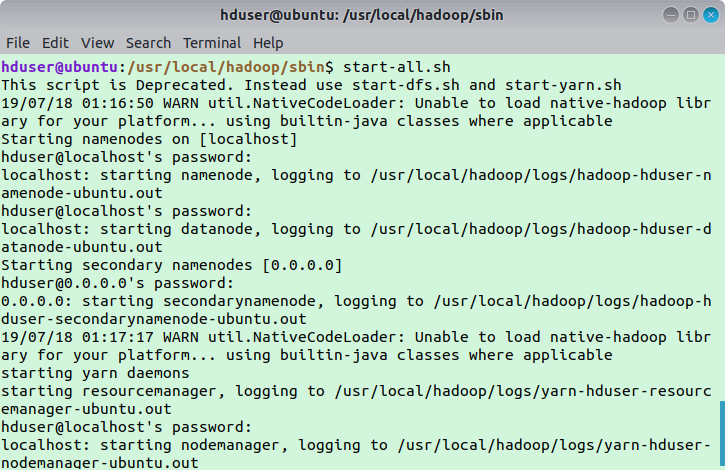 hduser@ubuntu: /usr/local/hadoop/sbin
File Edit View Search Terminal Help
hduser@ubuntu:/usr/local/hadoop/sbin$ start-all.sh
This script is Deprecated. Instead use start-dfs.sh and start-yarn.sh
19/07/18 01:16:50 WARN util.NativeCodeLoader: Unable to load native-hadoop libr
ary for your platform... using builtin-java classes where applicable
Starting namenodes on [localhost]
hduser@localhost's password:
localhost: starting namenode, logging to /usr/local/hadoop/logs/hadoop-hduser-n
amenode-ubuntu.out
hduser@localhost's password:
localhost: starting datanode, logging to /usr/local/hadoop/logs/hadoop-hduser-d
atanode-ubuntu.out
Starting secondary namenodes [0.0.0.0]
hduser@0.0.0.0's password:
0.0.0.0: starting secondarynamenode, logging to /usr/local/hadoop/logs/hadoop-h
duser-secondarynamenode-ubuntu.out
19/07/18 01:17:17 WARN util.NativeCodeLoader: Unable to load native-hadoop libr
ary for your platform... using builtin-java classes where applicable
starting yarn daemons
starting resourcemanager, logging to /usr/local/hadoop/logs/yarn-hduser-resourc
emanager-ubuntu.out
hduser@localhost's password:
localhost: starting nodemanager, logging to /usr/local/hadoop/logs/yarn-hduser-
nodemanager-ubuntu.out